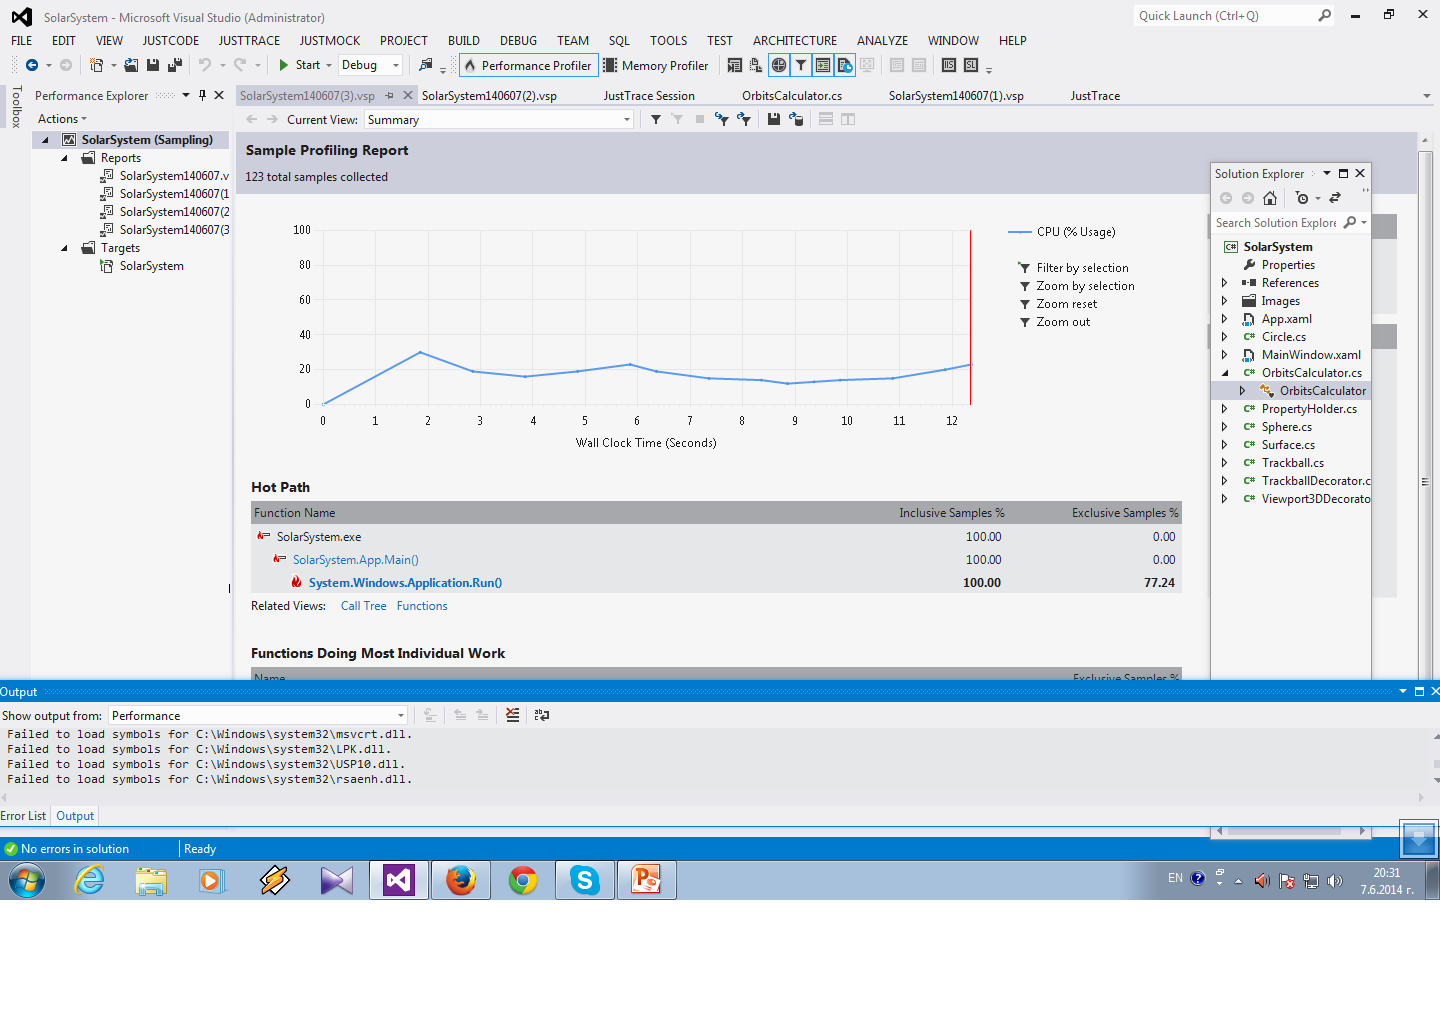 SolarSystem - Microsoft Visual Studio (Administrator)
Quick Launch (Ctrl+Q)
FILE EDIT VIEW JUSTCODE JUSTTRACE JUSTMOCK PROJECT BUILD DEBUG TEAM SQL TOOLS TEST ARCHITECTURE ANALYZE WINDOW HELP
Start Debug Performance Profiler Memory Profiler
Toolbox
Performance Explorer
SolarSystem140607(3).vsp SolarSystem140607(2).vsp JustTrace Session OrbitsCalculator.cs SolarSystem140607(1).vsp JustTrace
Actions
Current View: Summary
SolarSystem (Sampling)
Reports
SolarSystem140607.v
SolarSystem140607(1
SolarSystem140607(2
SolarSystem140607(3
Targets
SolarSystem
Sample Profiling Report
123 total samples collected
100
80
60
40
20
0
0 1 2 3 4 5 6 7 8 9 10 11 12
Wall Clock Time (Seconds)
CPU (% Usage)
Filter by selection
Zoom by selection
Zoom reset
Zoom out
Hot Path
Function Name Inclusive Samples % Exclusive Samples %
SolarSystem.exe 100.00 0.00
SolarSystem.App.Main() 100.00 0.00
System.Windows.Application.Run() 100.00 77.24
Related Views: Call Tree Functions
Functions Doing Most Individual Work
Name Exclusive Samples %
Solution Explorer
Search Solution Explore
C# SolarSystem
Properties
References
Images
App.xaml
C# Circle.cs
MainWindow.xaml
C# OrbitsCalculator.cs
OrbitsCalculator
C# PropertyHolder.cs
C# Sphere.cs
C# Surface.cs
C# Trackball.cs
C# TrackballDecorator.c
C# Viewport3DDecorato
Output
Show output from: Performance
Failed to load symbols for C:\Windows\system32\msvcrt.dll.
Failed to load symbols for C:\Windows\system32\LPK.dll.
Failed to load symbols for C:\Windows\system32\USP10.dll.
Failed to load symbols for C:\Windows\system32\rsaenh.dll.
Error List Output
No errors in solution Ready
EN
20:31
7.6.2014 г.